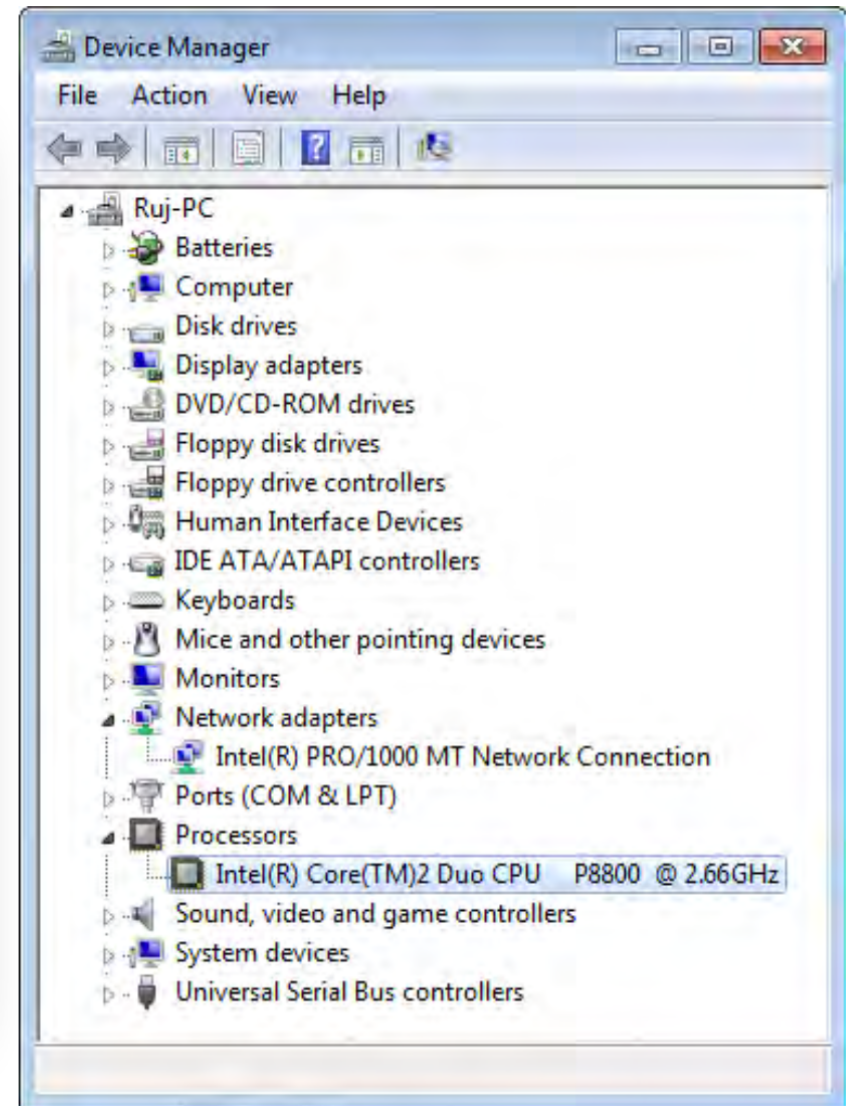 Device Manager
File Action View Help
Ruj-PC
Batteries
Computer
Disk drives
Display adapters
DVD/CD-ROM drives
Floppy disk drives
Floppy drive controllers
Human Interface Devices
IDE ATA/ATAPI controllers
Keyboards
Mice and other pointing devices
Monitors
Network adapters
Intel(R) PRO/1000 MT Network Connection
Ports (COM & LPT)
Processors
Intel(R) Core(TM)2 Duo CPU P8800 @ 2.66GHz
Sound, video and game controllers
System devices
Universal Serial Bus controllers